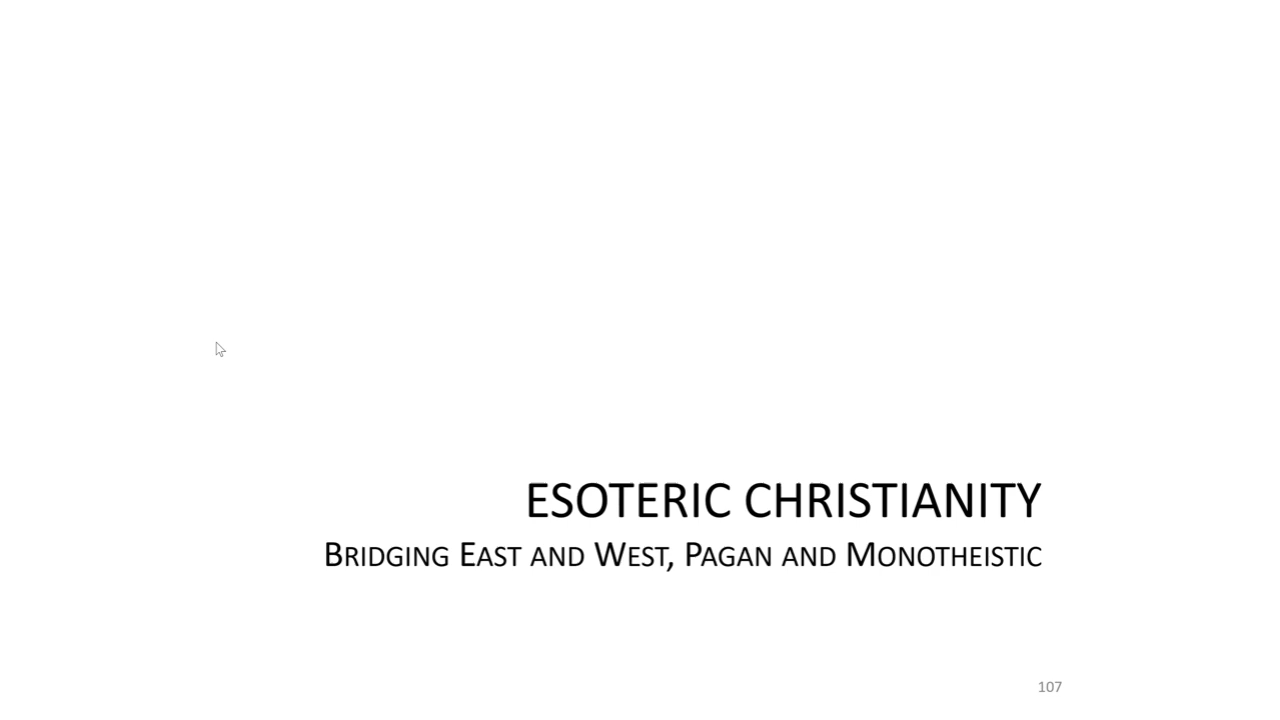 ESOTERIC CHRISTIANITY
BRIDGING EAST AND WEST, PAGAN AND MONOTHEISTIC
107